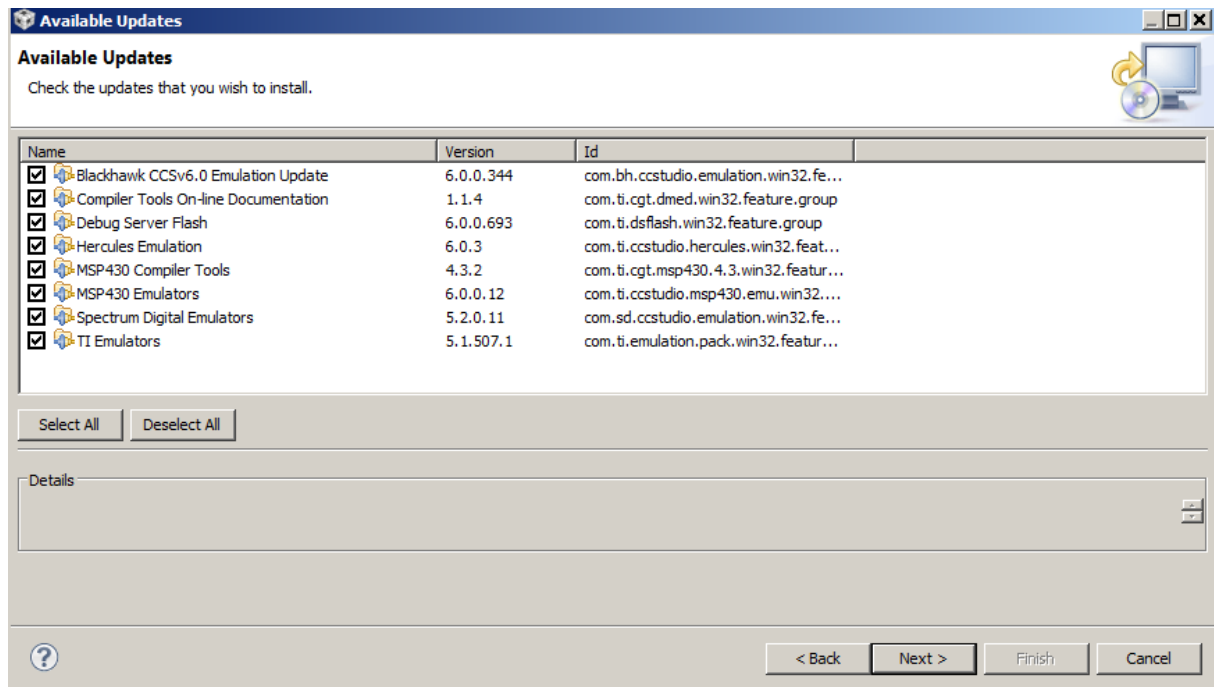 Available Updates
Available Updates
Check the updates that you wish to install.
Name Version Id
Blackhawk CCSv6.0 Emulation Update 6.0.0.344 com.bh.ccstudio.emulation.win32.fe...
Compiler Tools On-line Documentation 1.1.4 com.ti.cgt.dmed.win32.feature.group
Debug Server Flash 6.0.0.693 com.ti.dsflash.win32.feature.group
Hercules Emulation 6.0.3 com.ti.ccstudio.hercules.win32.feat...
MSP430 Compiler Tools 4.3.2 com.ti.cgt.msp430.4.3.win32.featur...
MSP430 Emulators 6.0.0.12 com.ti.ccstudio.msp430.emu.win32....
Spectrum Digital Emulators 5.2.0.11 com.sd.ccstudio.emulation.win32.fe...
TI Emulators 5.1.507.1 com.ti.emulation.pack.win32.featur...
Select All Deselect All
Details
? < Back Next > Finish Cancel